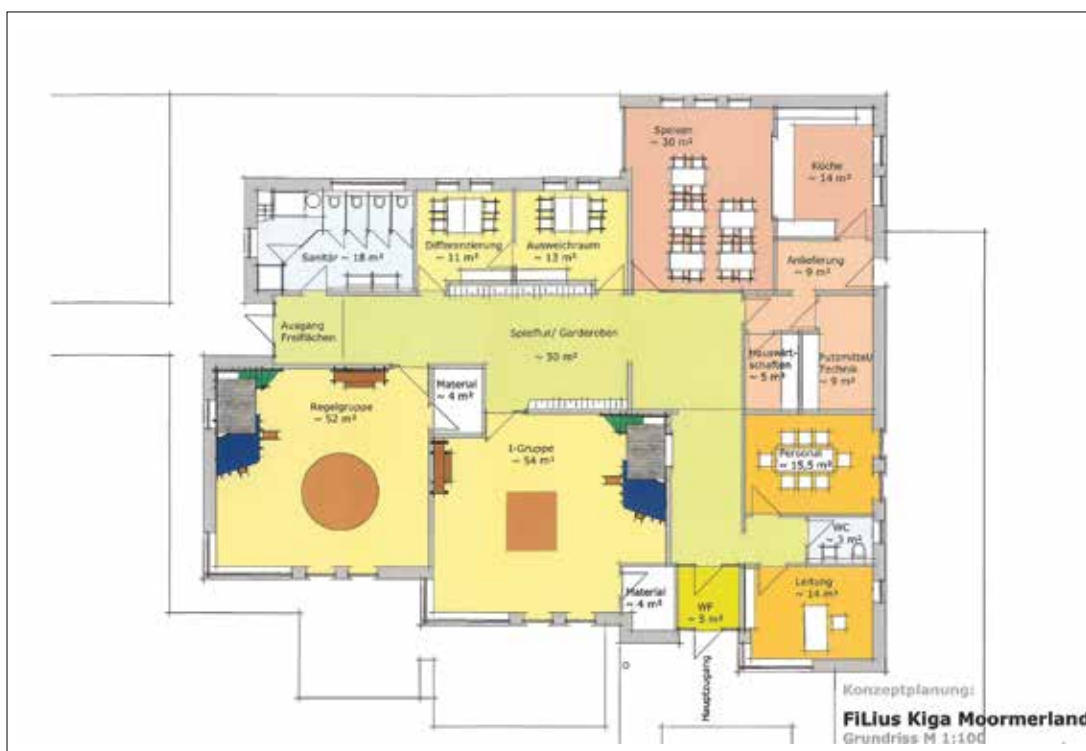 Speisen
~ 30 m²
Küche
~ 14 m²
Sanitär ~ 18 m²
Differenzierung
~ 11 m²
Ausweichraum
~ 13 m²
Anlieferung
~ 9 m²
Ausgang
Freiflächen
Spielflur/ Garderoben
~ 50 m²
Hauswirt-
schaften
~ 5 m²
Putzmittel/
Technik
~ 9 m²
Material
~ 4 m²
Regelgruppe
~ 52 m²
I-Gruppe
~ 54 m²
Personal
~ 15,5 m²
WC
~ 3 m²
Material
~ 4 m²
WF
~ 5 m²
Leitung
~ 14 m²
Hauptzugang
Konzeptplanung:
FiLius Kiga Moormerland
Grundriss M 1:100